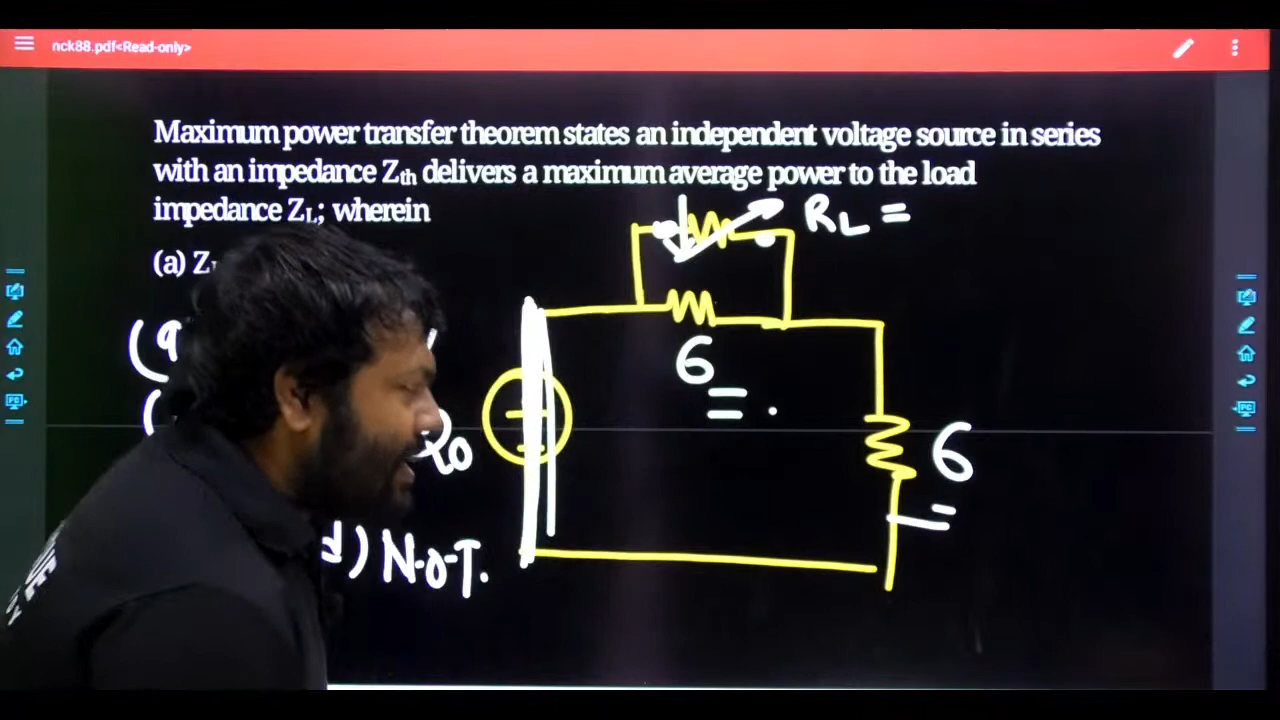 nck88.pdf<Read-only>
Maximum power transfer theorem states an independent voltage source in series
with an impedance Zth delivers a maximum average power to the load
impedance ZL; wherein
RL =
(a) Z
6
6
d) N.O.T.